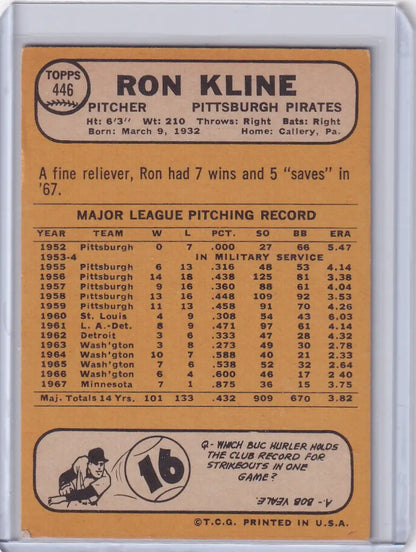 TOPPS
446
RON KLINE
PITCHER PITTSBURGH PIRATES
Ht: 6'3" Wt: 210 Throws: Right Bats: Right
Born: March 9, 1932 Home: Callery, Pa.
A fine reliever, Ron had 7 wins and 5 "saves" in
'67.
MAJOR LEAGUE PITCHING RECORD
YEAR TEAM W L PCT. SO BB ERA
1952 Pittsburgh 0 7 .000 27 66 5.47
1953-4 IN MILITARY SERVICE
1955 Pittsburgh 6 13 .316 48 53 4.14
1956 Pittsburgh 14 18 .438 125 81 3.38
1957 Pittsburgh 9 16 .360 88 61 4.04
1958 Pittsburgh 13 16 .448 109 92 3.53
1959 Pittsburgh 11 13 .458 91 70 4.26
1960 St. Louis 4 9 .308 54 43 6.03
1961 L. A.-Det. 8 9 .471 97 61 4.14
1962 Detroit 3 6 .333 47 28 4.32
1963 Wash'gton 3 8 .273 49 30 2.78
1964 Wash'gton 10 7 .588 40 21 2.33
1965 Wash'gton 7 6 .538 52 32 2.64
1966 Wash'gton 6 4 .600 46 17 2.40
1967 Minnesota 7 1 .875 36 15 3.75
Maj. Totals 14 Yrs. 101 133 .432 909 670 3.82
16
Q- WHICH BUC HURLER HOLDS
THE CLUB RECORD FOR
STRIKEOUTS IN ONE
GAME?
A- BOB VEALE.
©T.C.G. PRINTED IN U.S.A.